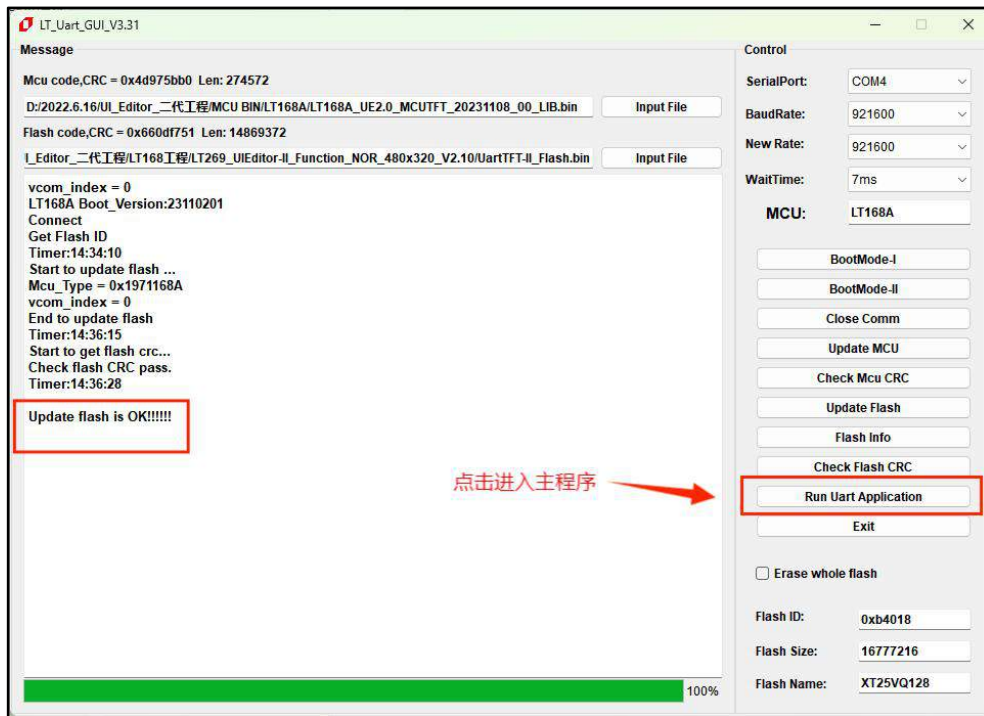 LT_Uart_GUI_V3.31
Message
Mcu code,CRC = 0x4d975bb0 Len: 274572
D:/2022.6.16/UI_Editor_二代工程/MCU BIN/LT168A/LT168A_UE2.0_MCUTFT_20231108_00_LIB.bin
Input File
Flash code,CRC = 0x660df751 Len: 14869372
I_Editor_二代工程/LT168工程/LT269_UIEditor-II_Function_NOR_480x320_V2.10/UartTFT-II_Flash.bin
Input File
vcom_index = 0
LT168A Boot_Version:23110201
Connect
Get Flash ID
Timer:14:34:10
Start to update flash ...
Mcu_Type = 0x1971168A
vcom_index = 0
End to update flash
Timer:14:36:15
Start to get flash crc...
Check flash CRC pass.
Timer:14:36:28
Update flash is OK!!!!!!
点击进入主程序
100%
Control
SerialPort: COM4
BaudRate: 921600
New Rate: 921600
WaitTime: 7ms
MCU: LT168A
BootMode-I
BootMode-II
Close Comm
Update MCU
Check Mcu CRC
Update Flash
Flash Info
Check Flash CRC
Run Uart Application
Exit
Erase whole flash
Flash ID: 0xb4018
Flash Size: 16777216
Flash Name: XT25VQ128